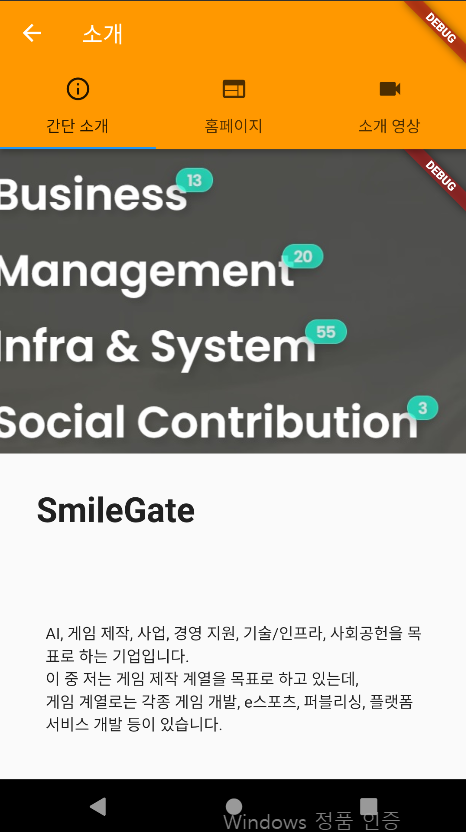 소개
DEBUG
간단 소개
홈페이지
소개 영상
DEBUG
Business 13
Management 20
Infra & System 55
Social Contribution 3
SmileGate
AI, 게임 제작, 사업, 경영 지원, 기술/인프라, 사회공헌을 목
표로 하는 기업입니다.
이 중 저는 게임 제작 계열을 목표로 하고 있는데,
게임 계열로는 각종 게임 개발, e스포츠, 퍼블리싱, 플랫폼
서비스 개발 등이 있습니다.
Windows 정품 인증